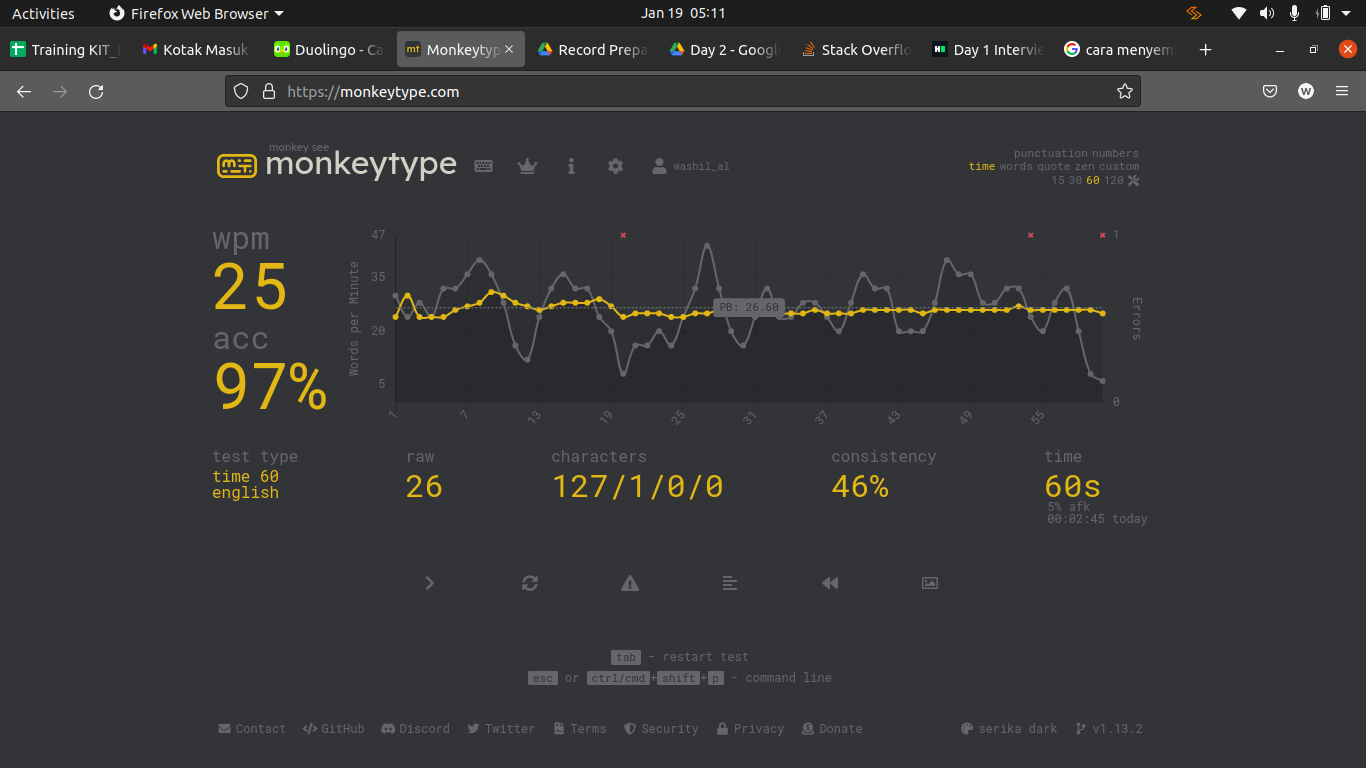 Activities Firefox Web Browser Jan 19 05:11
Training KIT_ Kotak Masuk Duolingo - Ca Monkeytyp Record Prepa Day 2 - Googl Stack Overflo Day 1 Intervie cara menyem
https://monkeytype.com
monkey see
monkeytype
washil_al
punctuation numbers
time words quote zen custom
15 30 60 120
wpm
25
acc
97%
47
35
20
5
Words per Minute
PB: 26.60
1
0
Errors
1 7 13 19 25 31 37 43 49 55
test type
time 60
english
raw
26
characters
127/1/0/0
consistency
46%
time
60s
5% afk
00:02:45 today
tab - restart test
esc or ctrl/cmd+shift+p - command line
Contact GitHub Discord Twitter Terms Security Privacy Donate serika dark v1.13.2